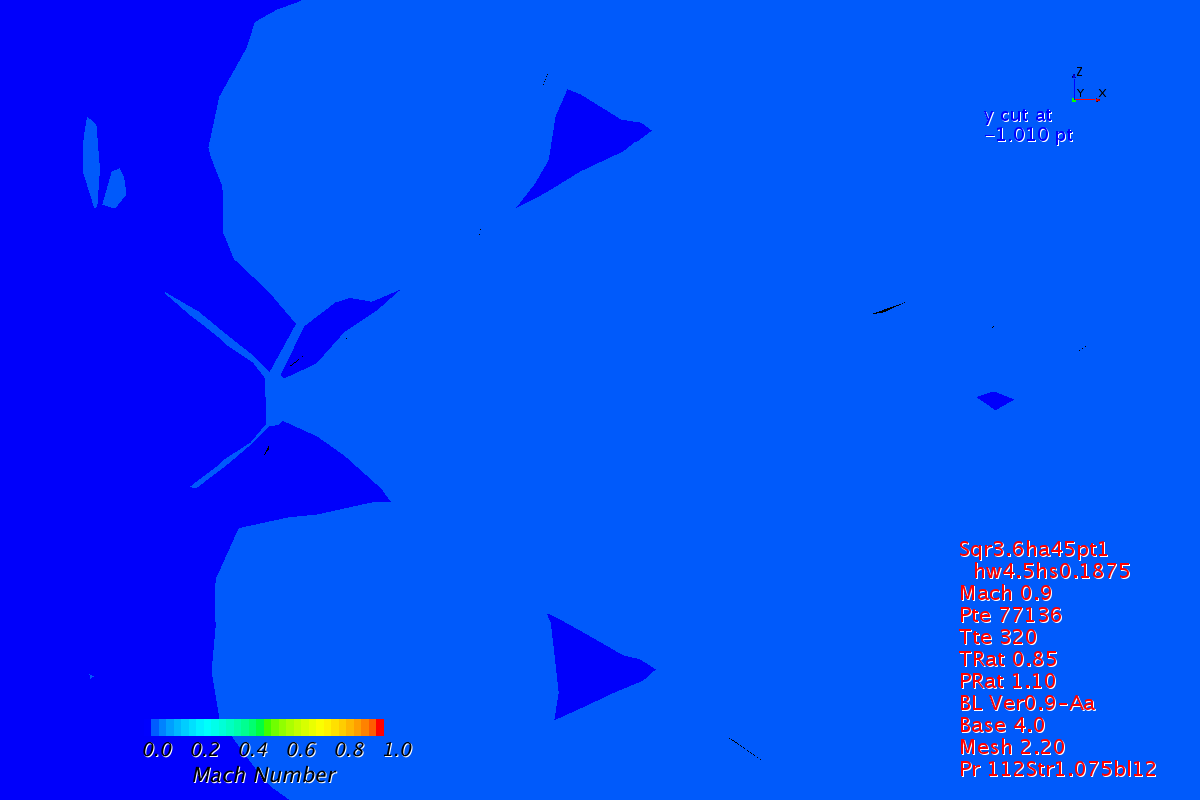 Z
Y X
y cut at
-1.010 pt
Sqr3.6ha45pt1
hw4.5hs0.1875
Mach 0.9
Pte 77136
Tte 320
TRat 0.85
PRat 1.10
BL Ver0.9-Aa
Base 4.0
Mesh 2.20
Pr 112Str1.075bl12
0.0 0.2 0.4 0.6 0.8 1.0
Mach Number